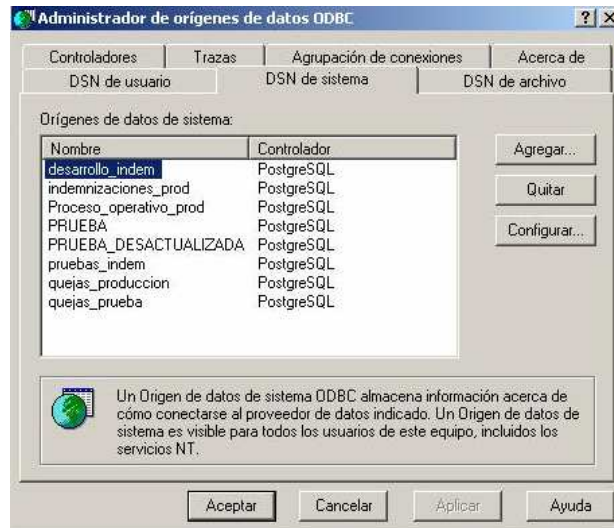 Administrador de orígenes de datos ODBC
Controladores Trazas Agrupación de conexiones Acerca de
DSN de usuario DSN de sistema DSN de archivo
Orígenes de datos de sistema:
Nombre Controlador
desarrollo_indem PostgreSQL
indemnizaciones_prod PostgreSQL
Proceso_operativo_prod PostgreSQL
PRUEBA PostgreSQL
PRUEBA_DESACTUALIZADA PostgreSQL
pruebas_indem PostgreSQL
quejas_produccion PostgreSQL
quejas_prueba PostgreSQL
Agregar...
Quitar
Configurar...
Un Origen de datos de sistema ODBC almacena información acerca de
cómo conectarse al proveedor de datos indicado. Un Origen de datos de
sistema es visible para todos los usuarios de este equipo, incluidos los
servicios NT.
Aceptar Cancelar Aplicar Ayuda